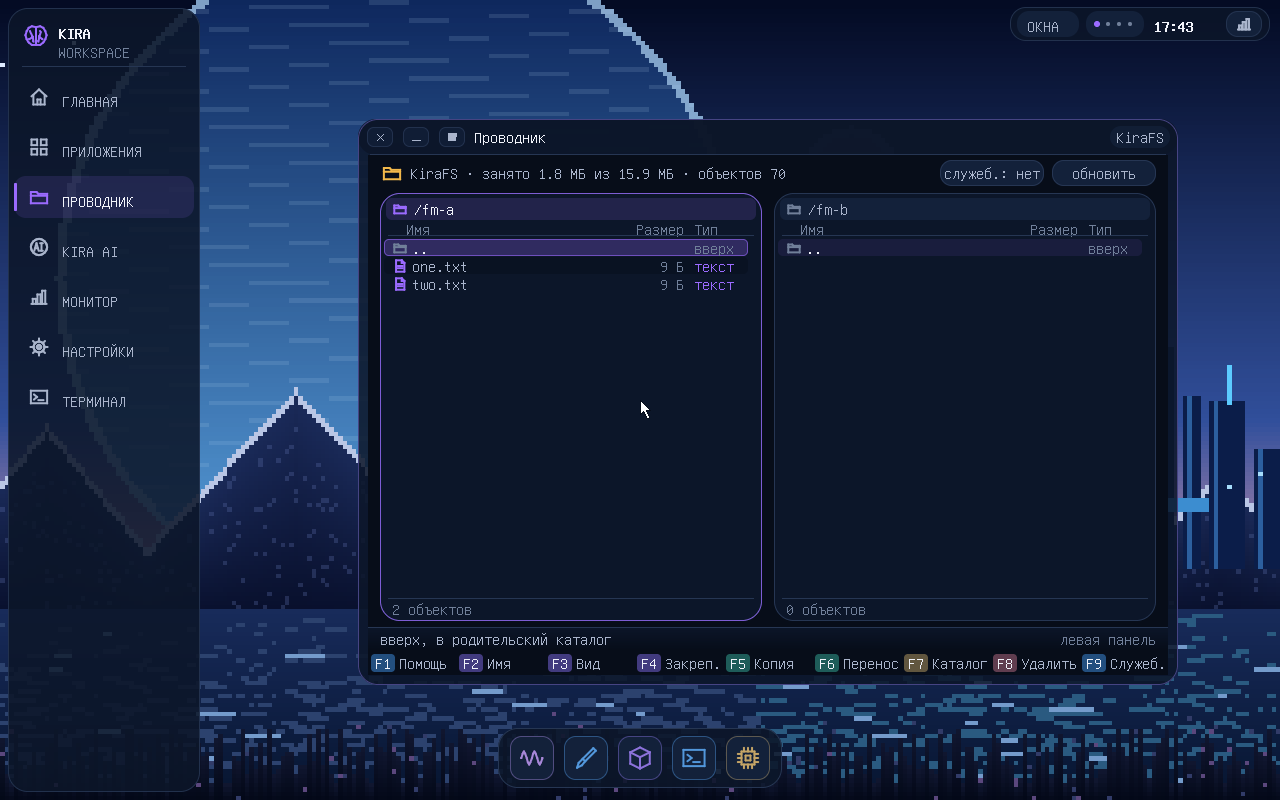 KIRA
WORKSPACE
ГЛАВНАЯ
ПРИЛОЖЕНИЯ
ПРОВОДНИК
AI KIRA AI
МОНИТОР
НАСТРОЙКИ
ТЕРМИНАЛ
ОКНА 17:43
Проводник KiraFS
KiraFS · занято 1.8 МБ из 15.9 МБ · объектов 70 служеб.: нет обновить
/fm-a
Имя Размер Тип
.. вверх
one.txt 9 Б текст
two.txt 9 Б текст
2 объектов
/fm-b
Имя Размер Тип
.. вверх
0 объектов
вверх, в родительский каталог левая панель
F1 Помощь F2 Имя F3 Вид F4 Закреп. F5 Копия F6 Перенос F7 Каталог F8 Удалить F9 Служеб.